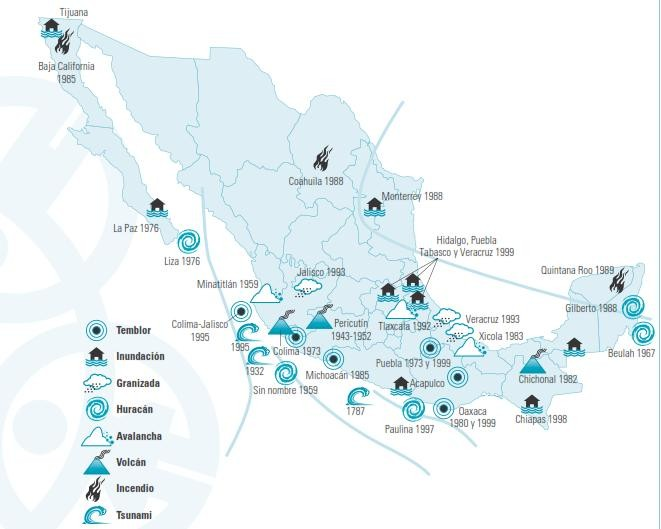 Tijuana
Baja California
1985
Coahuila 1988
Monterrey 1988
La Paz 1976
Liza 1976
Hidalgo, Puebla
Tabasco y Veracruz 1999
Quintana Roo 1989
Minatitlán 1959
Jalisco 1993
Gilberto 1988
Colima-Jalisco
1995
Pericutín
1943-1952
Tlaxcala 1992
Veracruz 1993
Xicola 1983
1995
Colima 1973
Beulah 1967
1932
Michoacán 1985
Puebla 1973 y 1999
Chichonal 1982
Sin nombre 1959
Acapulco
1787
Paulina 1997
Oaxaca
1980 y 1999
Chiapas 1998
Temblor
Inundación
Granizada
Huracán
Avalancha
Volcán
Incendio
Tsunami